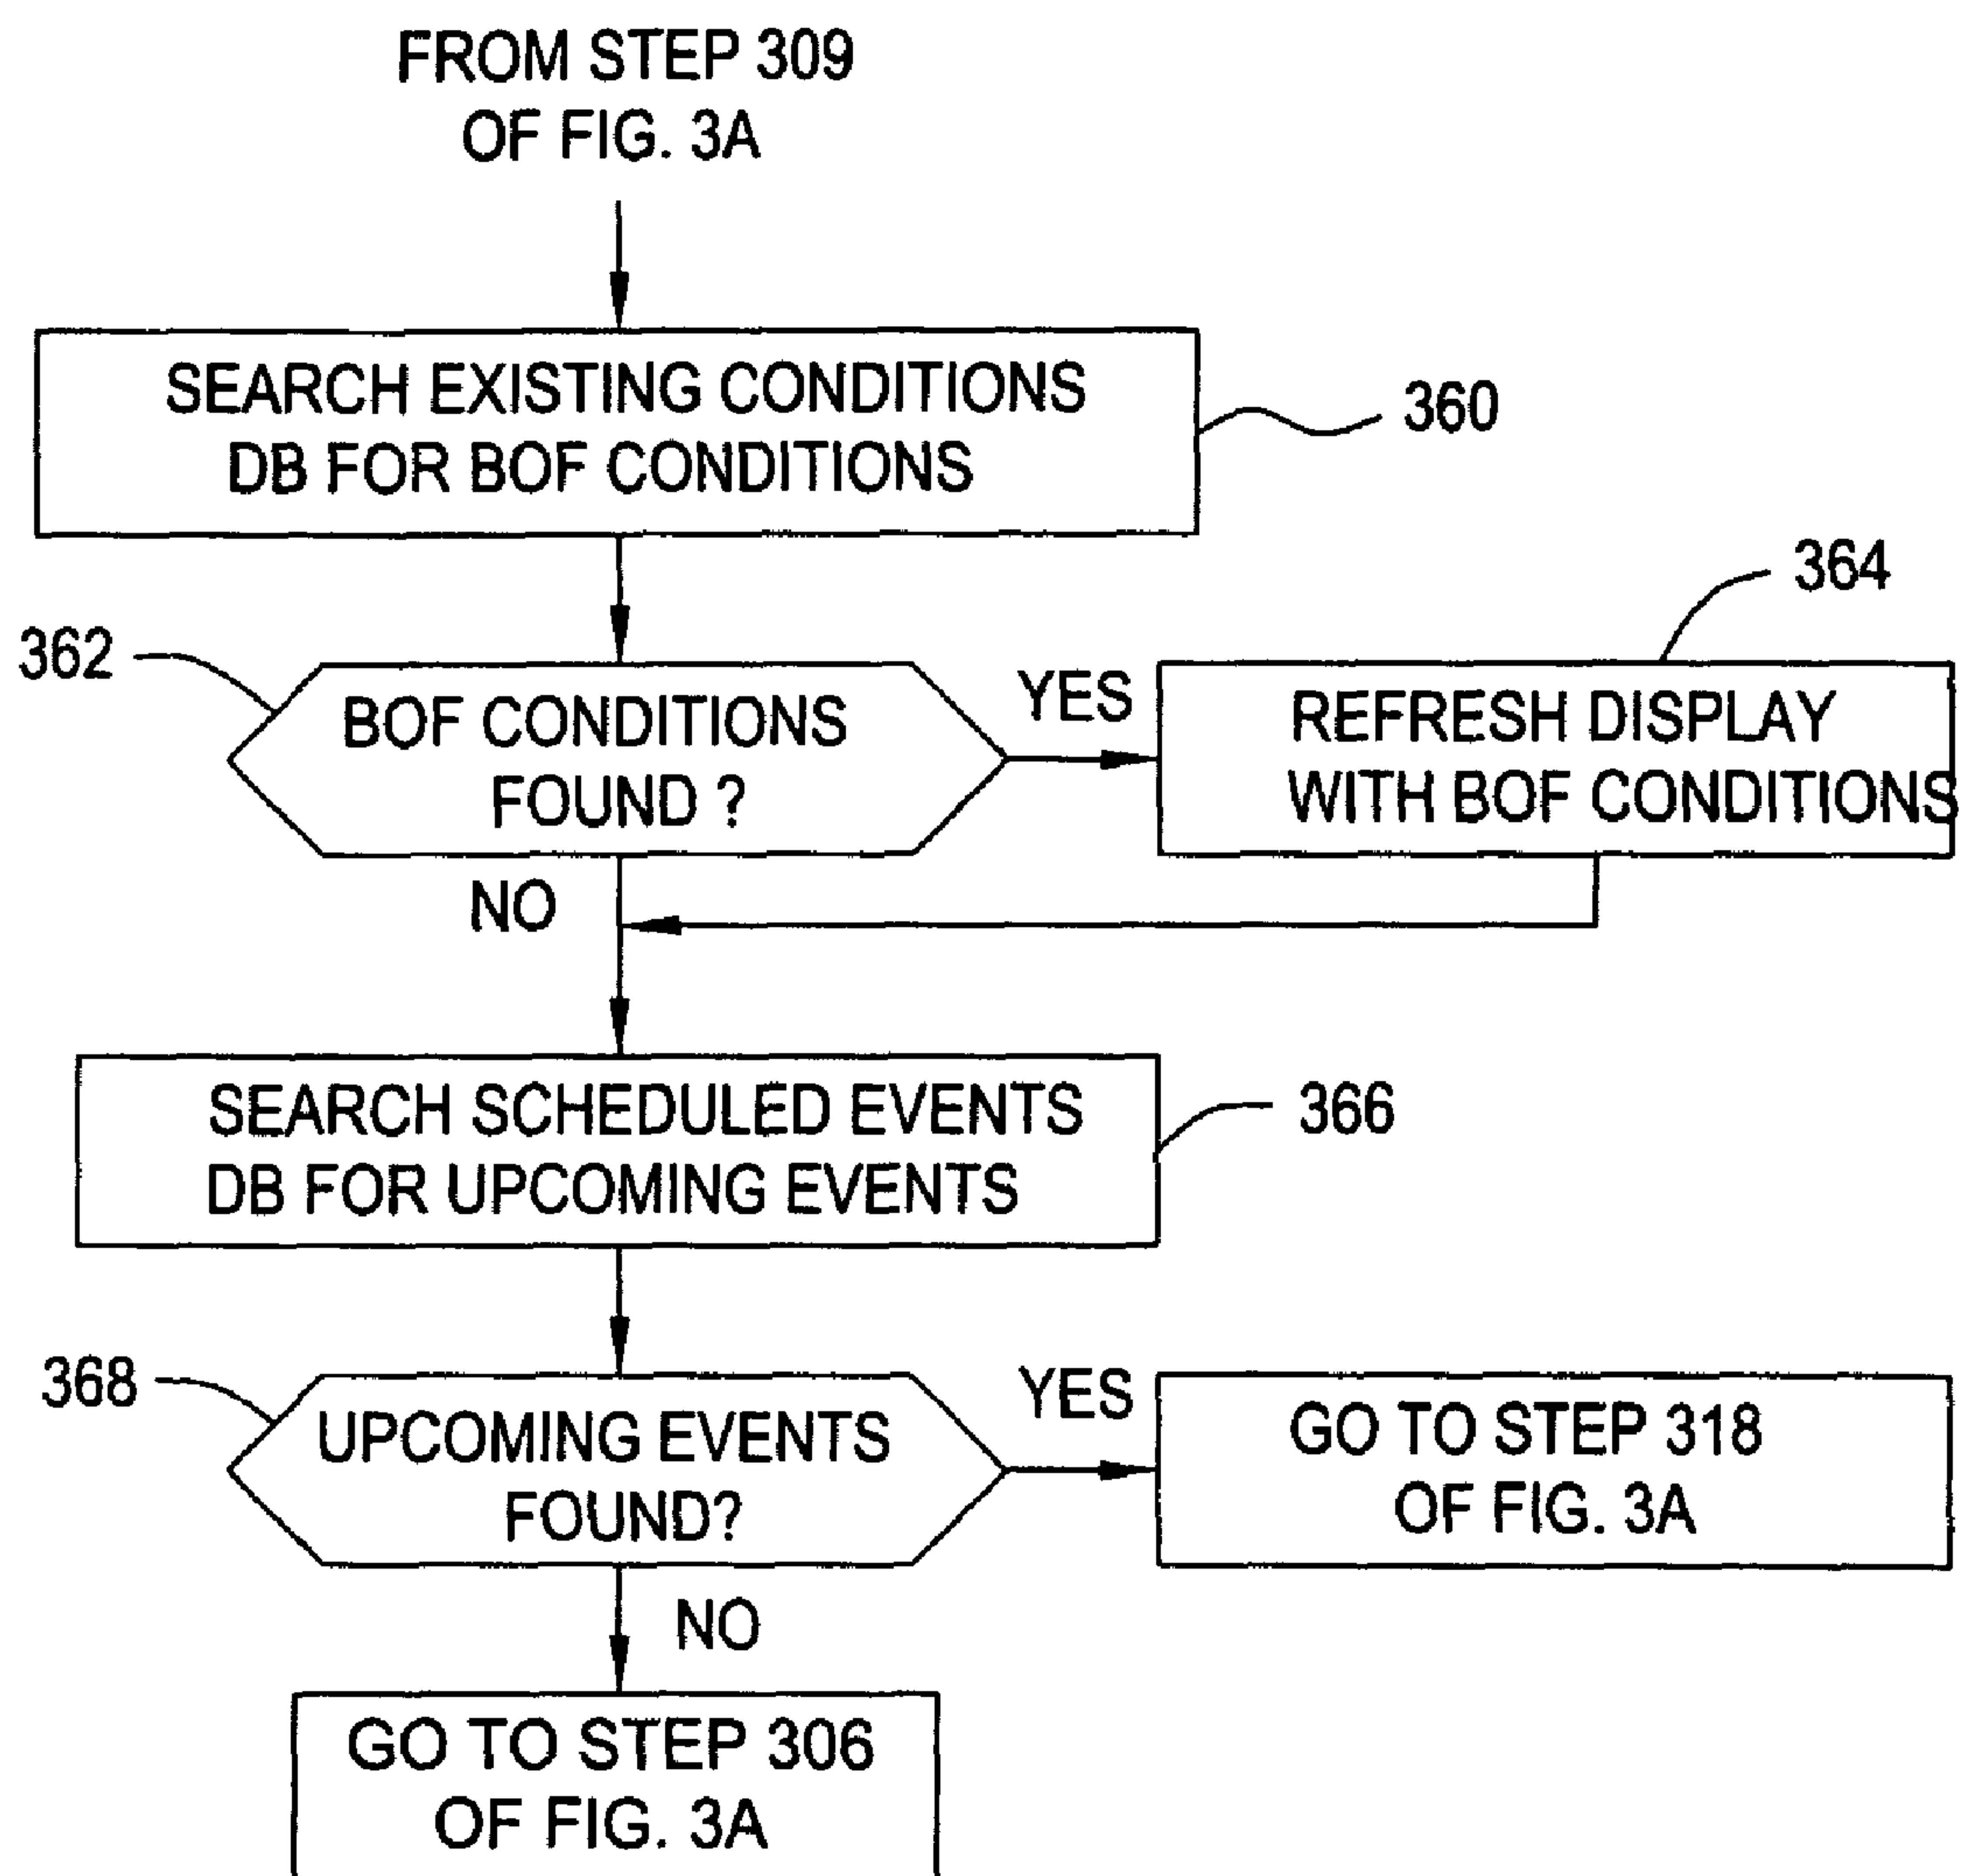 FROM STEP 309
OF FIG. 3A
SEARCH EXISTING CONDITIONS
DB FOR BOF CONDITIONS
360
362
BOF CONDITIONS
FOUND ?
YES
364
REFRESH DISPLAY
WITH BOF CONDITIONS
NO
SEARCH SCHEDULED EVENTS
DB FOR UPCOMING EVENTS
366
368
UPCOMING EVENTS
FOUND?
YES
GO TO STEP 318
OF FIG. 3A
NO
GO TO STEP 306
OF FIG. 3A